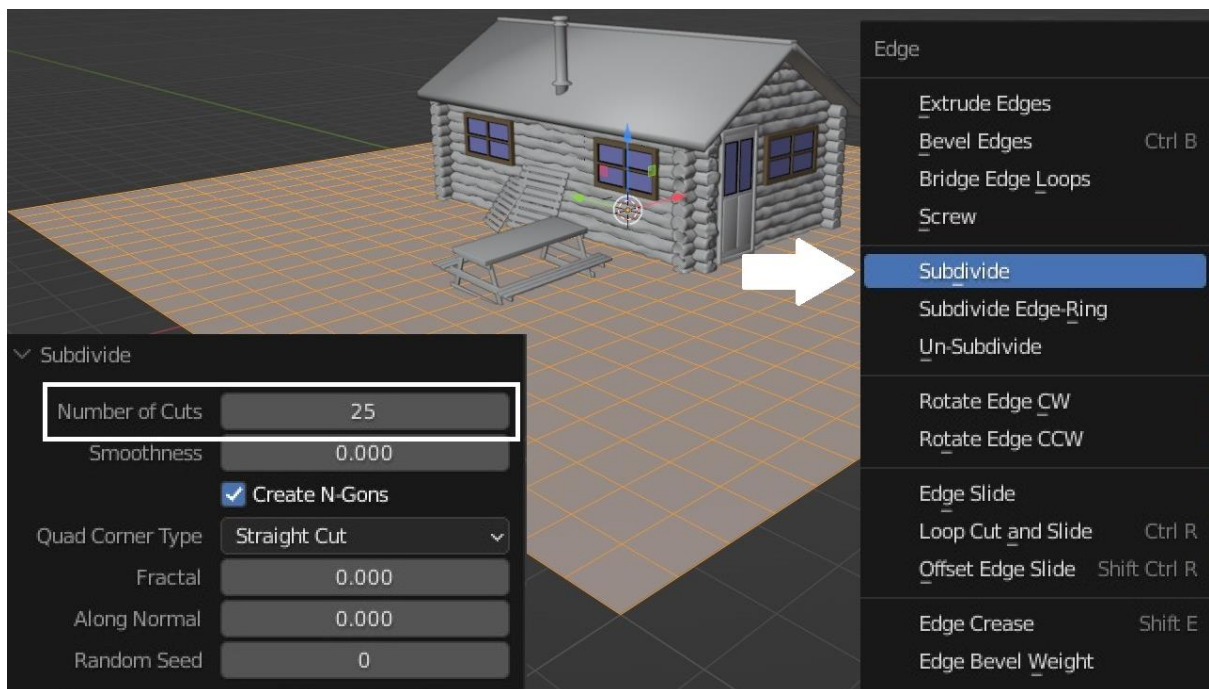 Edge
Extrude Edges
Bevel Edges Ctrl B
Bridge Edge Loops
Screw
Subdivide
Subdivide Edge-Ring
Un-Subdivide
Rotate Edge CW
Rotate Edge CCW
Edge Slide
Loop Cut and Slide Ctrl R
Offset Edge Slide Shift Ctrl R
Edge Crease Shift E
Edge Bevel Weight
Subdivide
Number of Cuts 25
Smoothness 0.000
Create N-Gons
Quad Corner Type Straight Cut
Fractal 0.000
Along Normal 0.000
Random Seed 0